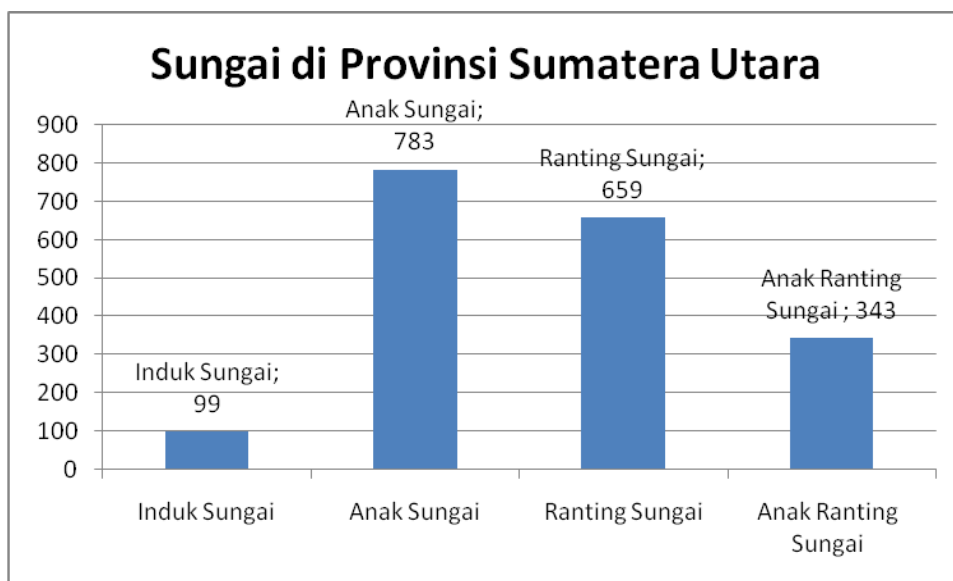 Sungai di Provinsi Sumatera Utara
900
800
700
600
500
400
300
200
100
0
Induk Sungai;
99
Anak Sungai;
783
Ranting Sungai;
659
Anak Ranting
Sungai ; 343
Induk Sungai
Anak Sungai
Ranting Sungai
Anak Ranting
Sungai